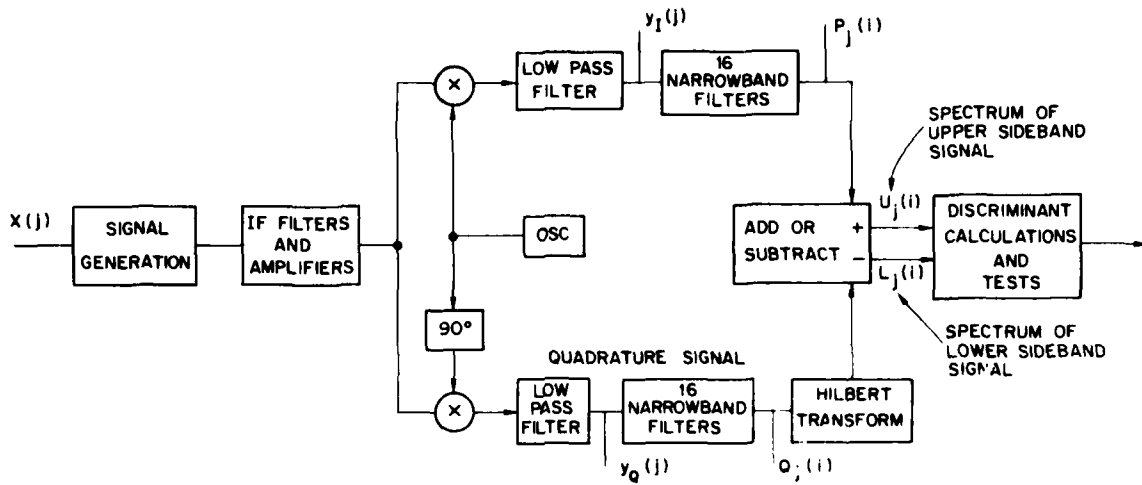 y_I(j)
P_j(i)
LOW PASS
FILTER
16
NARROWBAND
FILTERS
×
SPECTRUM OF
UPPER SIDEBAND
SIGNAL
X(j)
SIGNAL
GENERATION
IF FILTERS
AND
AMPLIFIERS
OSC
ADD OR
SUTRACT
+
−
U_j(i)
L_j(i)
DISCRIMINANT
CALCULATIONS
AND
TESTS
90°
QUADRATURE SIGNAL
SPECTRUM OF
LOWER SIDEBAND
SIGNAL
×
LOW
PASS
FILTER
16
NARROWBAND
FILTERS
HILBERT
TRANSFORM
y_Q(j)
Q_j(i)